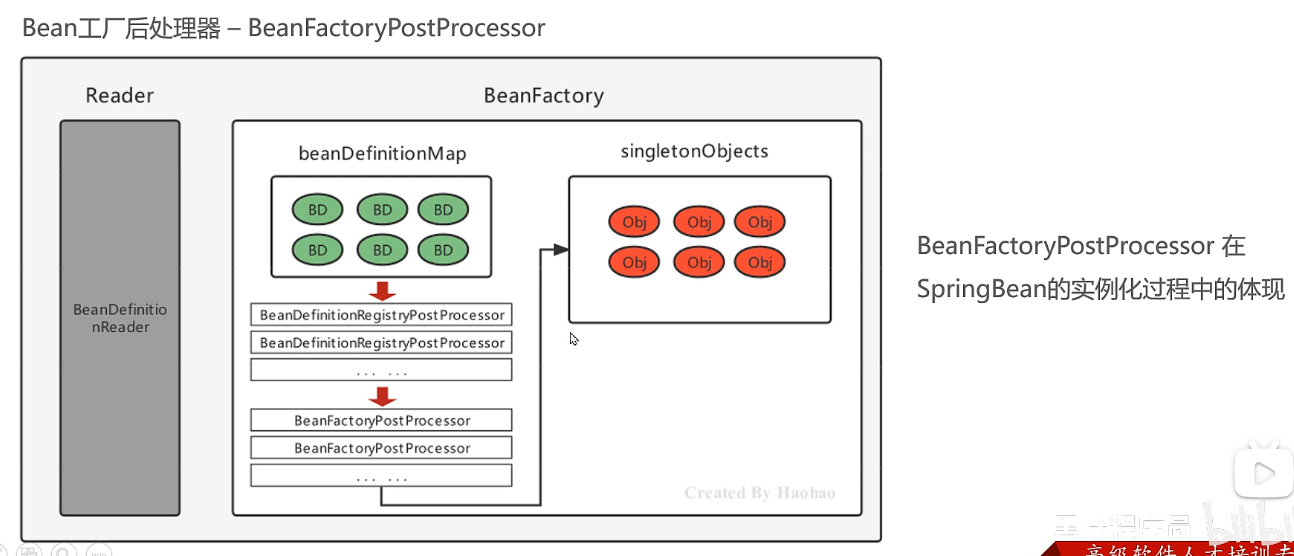 Bean工厂后处理器 – BeanFactoryPostProcessor
Reader
BeanFactory
BeanDefinitio
nReader
beanDefinitionMap
BD BD BD
BD BD BD
BeanDefinitionRegistryPostProcessor
BeanDefinitionRegistryPostProcessor
... ...
BeanFactoryPostProcessor
BeanFactoryPostProcessor
... ...
singletonObjects
Obj Obj Obj
Obj Obj Obj
Created By Haohao
BeanFactoryPostProcessor 在
SpringBean的实例化过程中的体现
bilibili
高级软件人才培训专